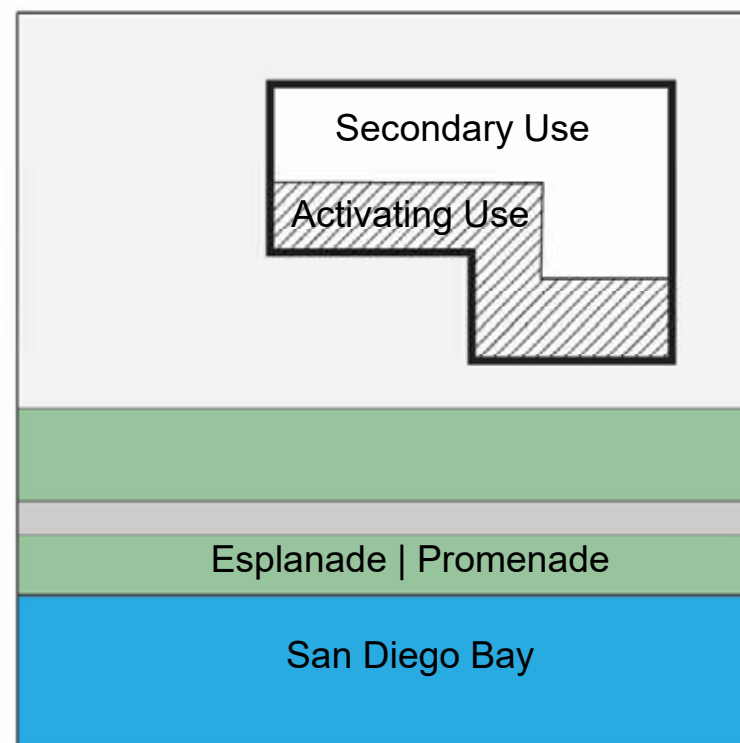 Secondary Use
Activating Use
Esplanade | Promenade
San Diego Bay